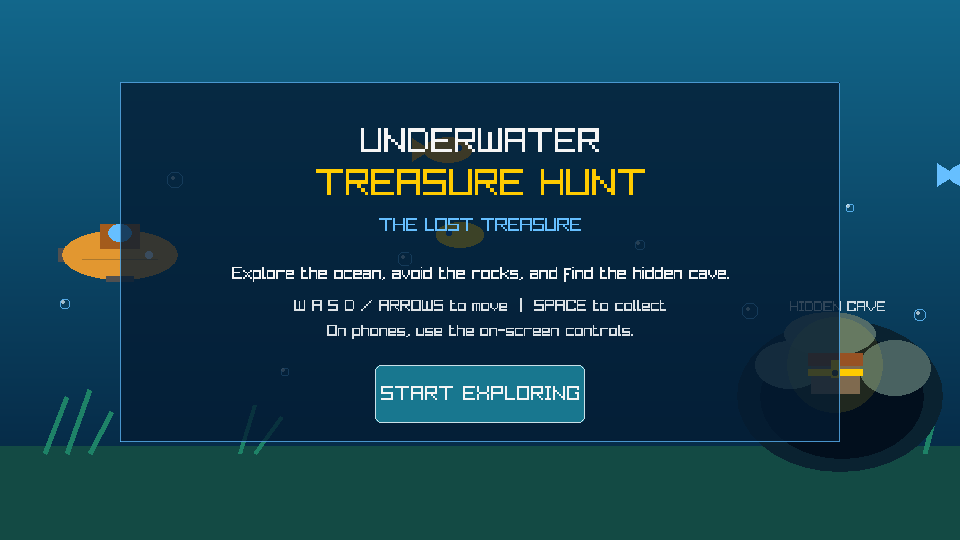 UNDERWATER
TREASURE HUNT
THE LOST TREASURE
Explore the ocean, avoid the rocks, and find the hidden cave.
W A S D / ARROWS to move | SPACE to collect
HIDDEN CAVE
On phones, use the on-screen controls.
START EXPLORING